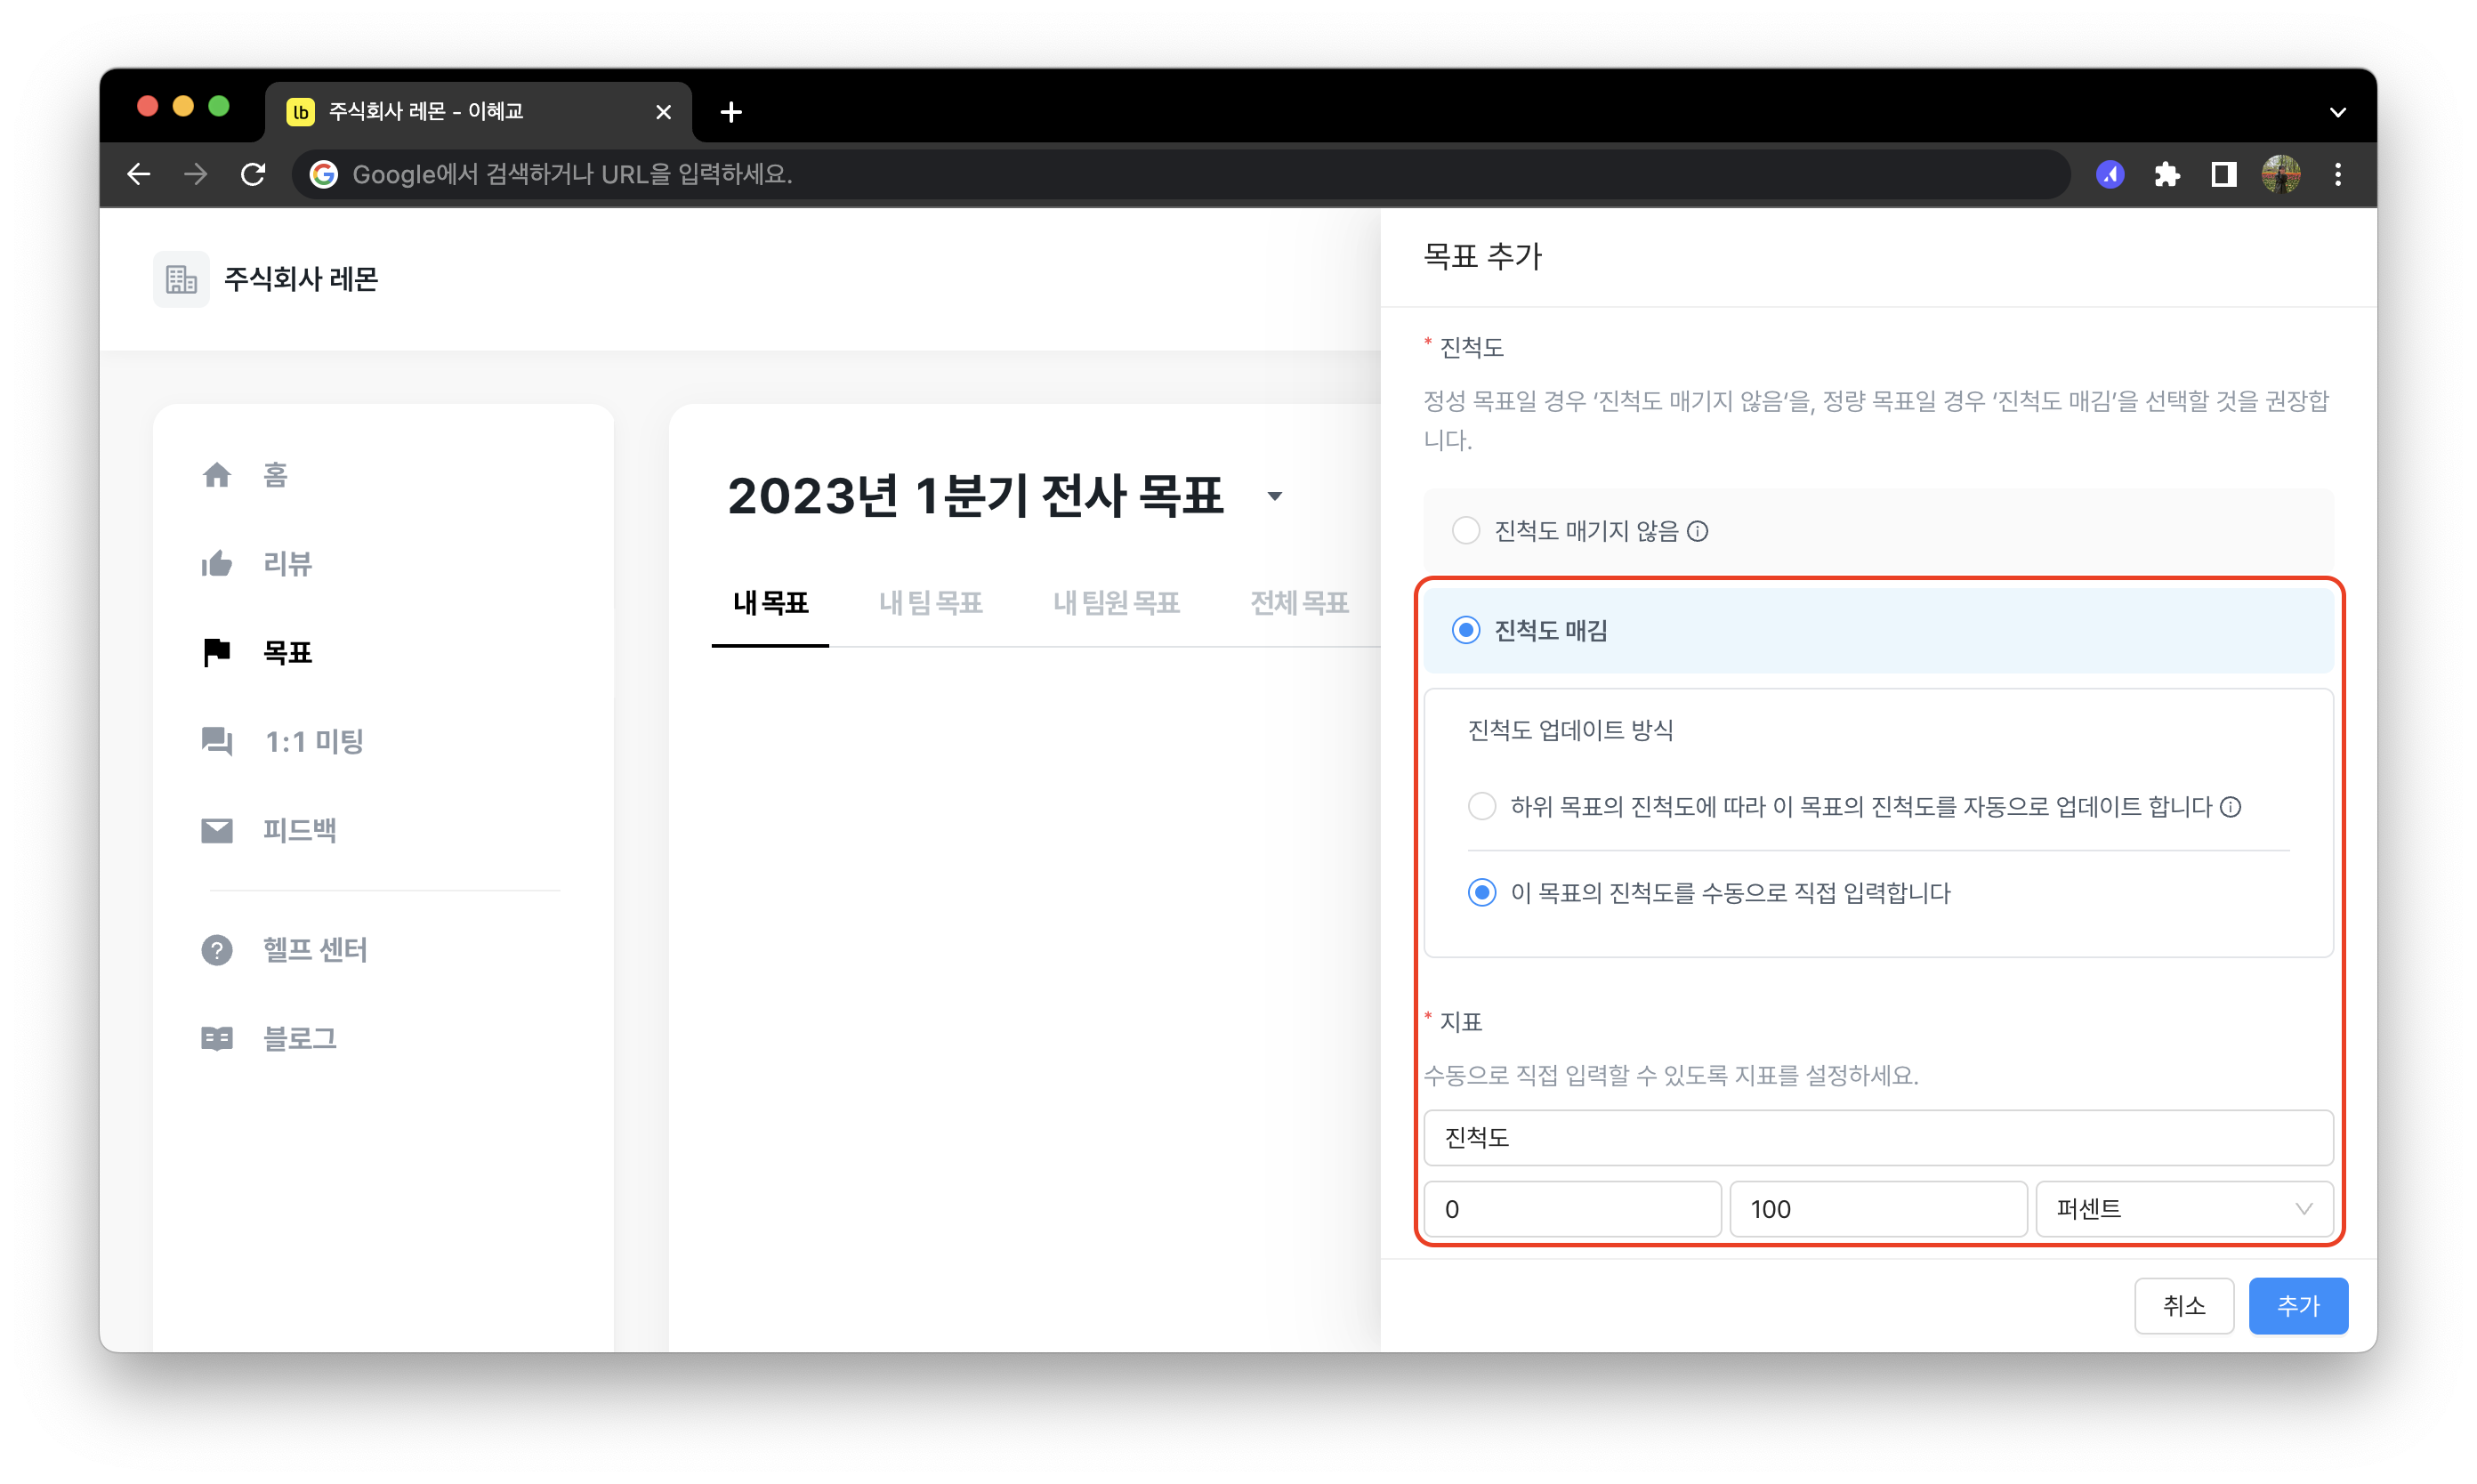 lb 주식회사 레몬 - 이혜교
Google에서 검색하거나 URL을 입력하세요.
주식회사 레몬
홈
리뷰
목표
1:1 미팅
피드백
헬프 센터
블로그
2023년 1분기 전사 목표
내 목표 내 팀 목표 내 팀원 목표 전체 목표
목표 추가
* 진척도
정성 목표일 경우 ‘진척도 매기지 않음‘을, 정량 목표일 경우 ‘진척도 매김’을 선택할 것을 권장합
니다.
진척도 매기지 않음
진척도 매김
진척도 업데이트 방식
하위 목표의 진척도에 따라 이 목표의 진척도를 자동으로 업데이트 합니다
이 목표의 진척도를 수동으로 직접 입력합니다
* 지표
수동으로 직접 입력할 수 있도록 지표를 설정하세요.
진척도
0 100 퍼센트
취소 추가